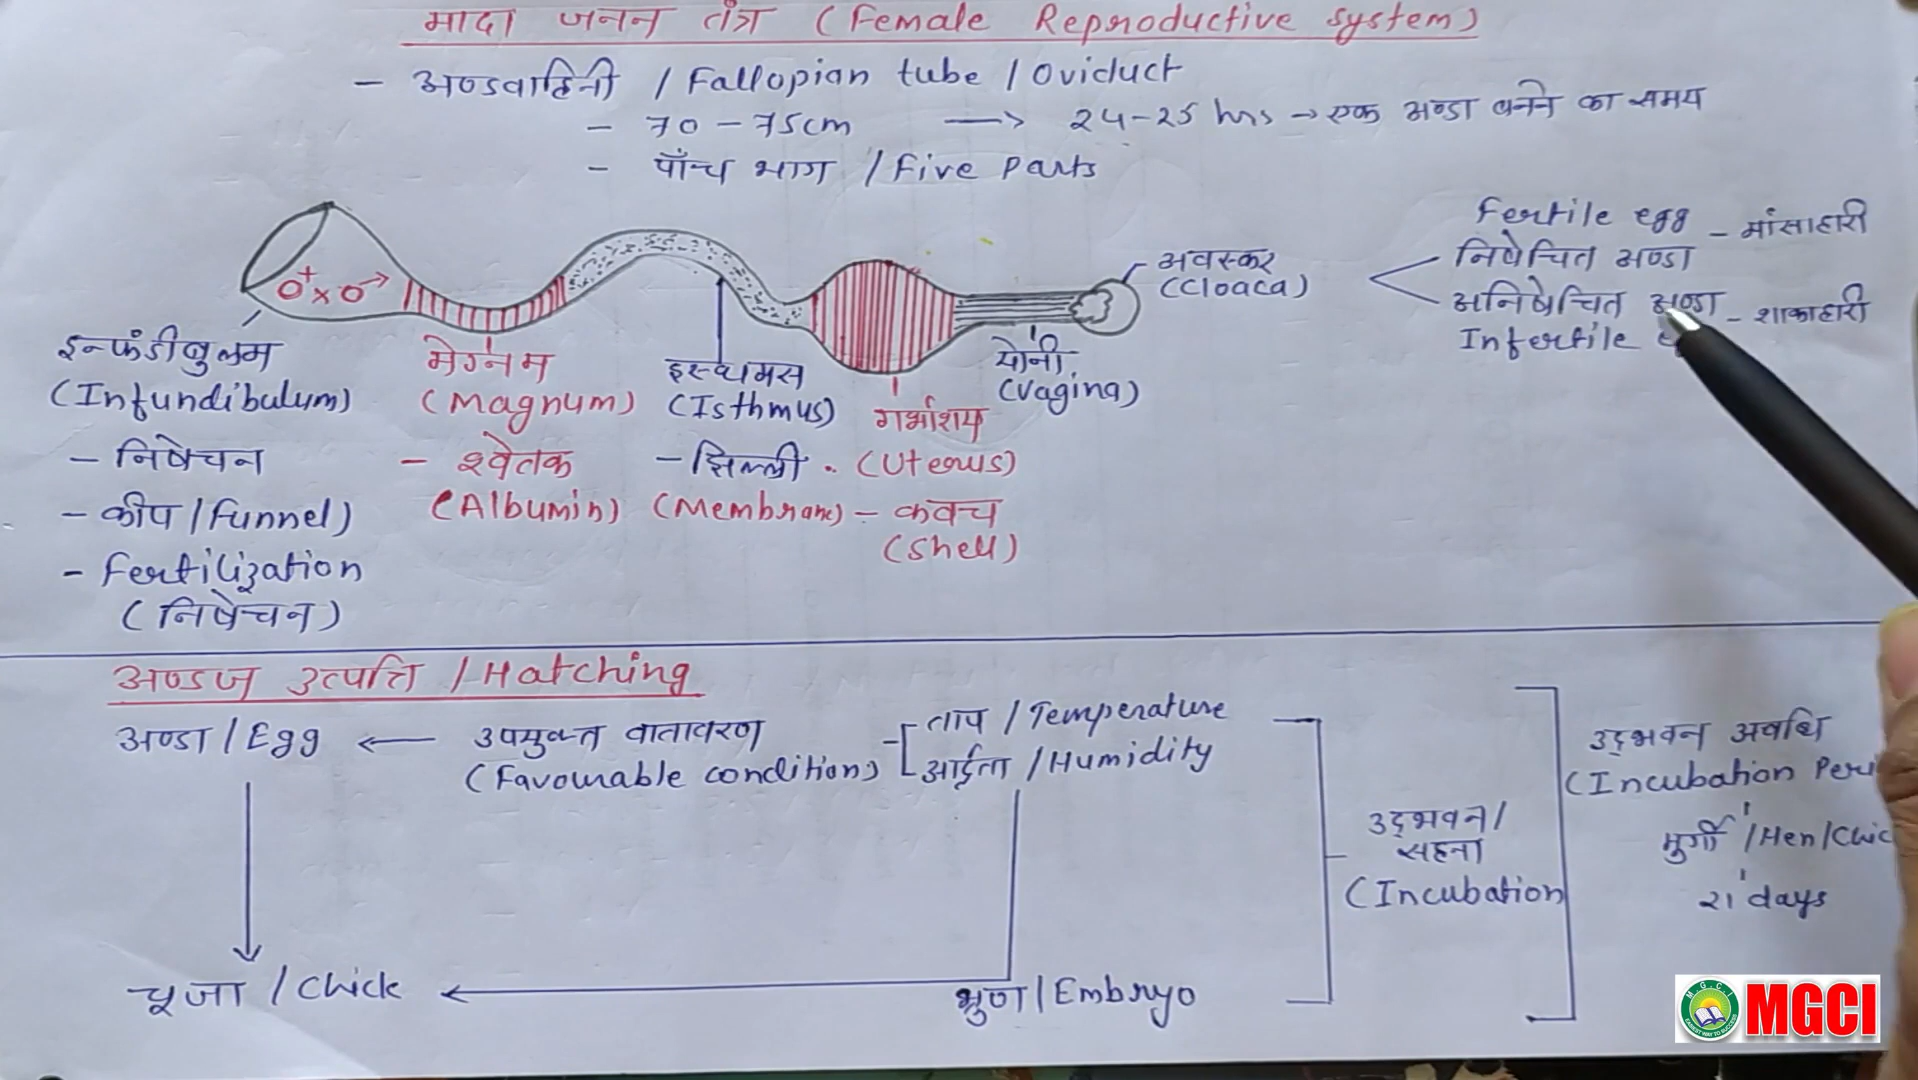 मादा जनन तंत्र (Female Reproductive System)
- अण्डवाहिनी / Fallopian tube / Oviduct
- 70 - 75cm → 24-25 hrs → एक अण्डा बनने का समय
- पाँच भाग / Five Parts
Fertile egg - मांसाहारी
निषेचित अण्डा
अनिषेचित अण्डा - शाकाहारी
Infertile
अवस्कर
(Cloaca)
♀ x ♂
इन्फंडीबुलम
(Infundibulum)
- निषेचन
- कीप / Funnel)
- Fertilization
(निषेचन)
मेग्नम
(Magnum)
- श्वेतक
(Albumin)
इस्थमस
(Isthmus)
- झिल्ली
(Membrane)
गर्भाशय
(Uterus)
- कवच
(Shell)
योनी
(Vagina)
अण्डज उत्पत्ति / Hatching
अण्डा / Egg ← उपयुक्त वातावरण
(Favourable condition)
ताप / Temperature
आर्द्रता / Humidity
चूजा / Chick ← भ्रुण / Embryo
उद्भवन /
सहना
(Incubation
उद्भवन अवधि
(Incubation
मुर्गी / Hen /
21 days
M.G.C.I
MGCI